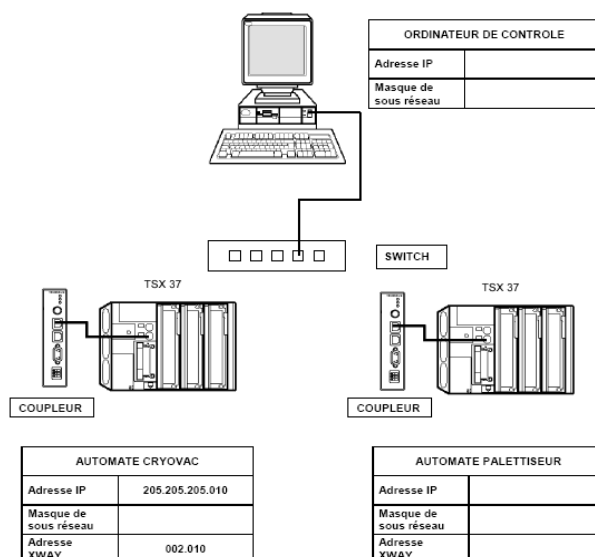 ORDINATEUR DE CONTROLE
Adresse IP
Masque de
sous réseau
SWITCH
TSX 37
TSX 37
COUPLEUR
COUPLEUR
AUTOMATE CRYOVAC
Adresse IP 205.205.205.010
Masque de
sous réseau
Adresse
XWAY 002.010
AUTOMATE PALETTISEUR
Adresse IP
Masque de
sous réseau
Adresse
XWAY